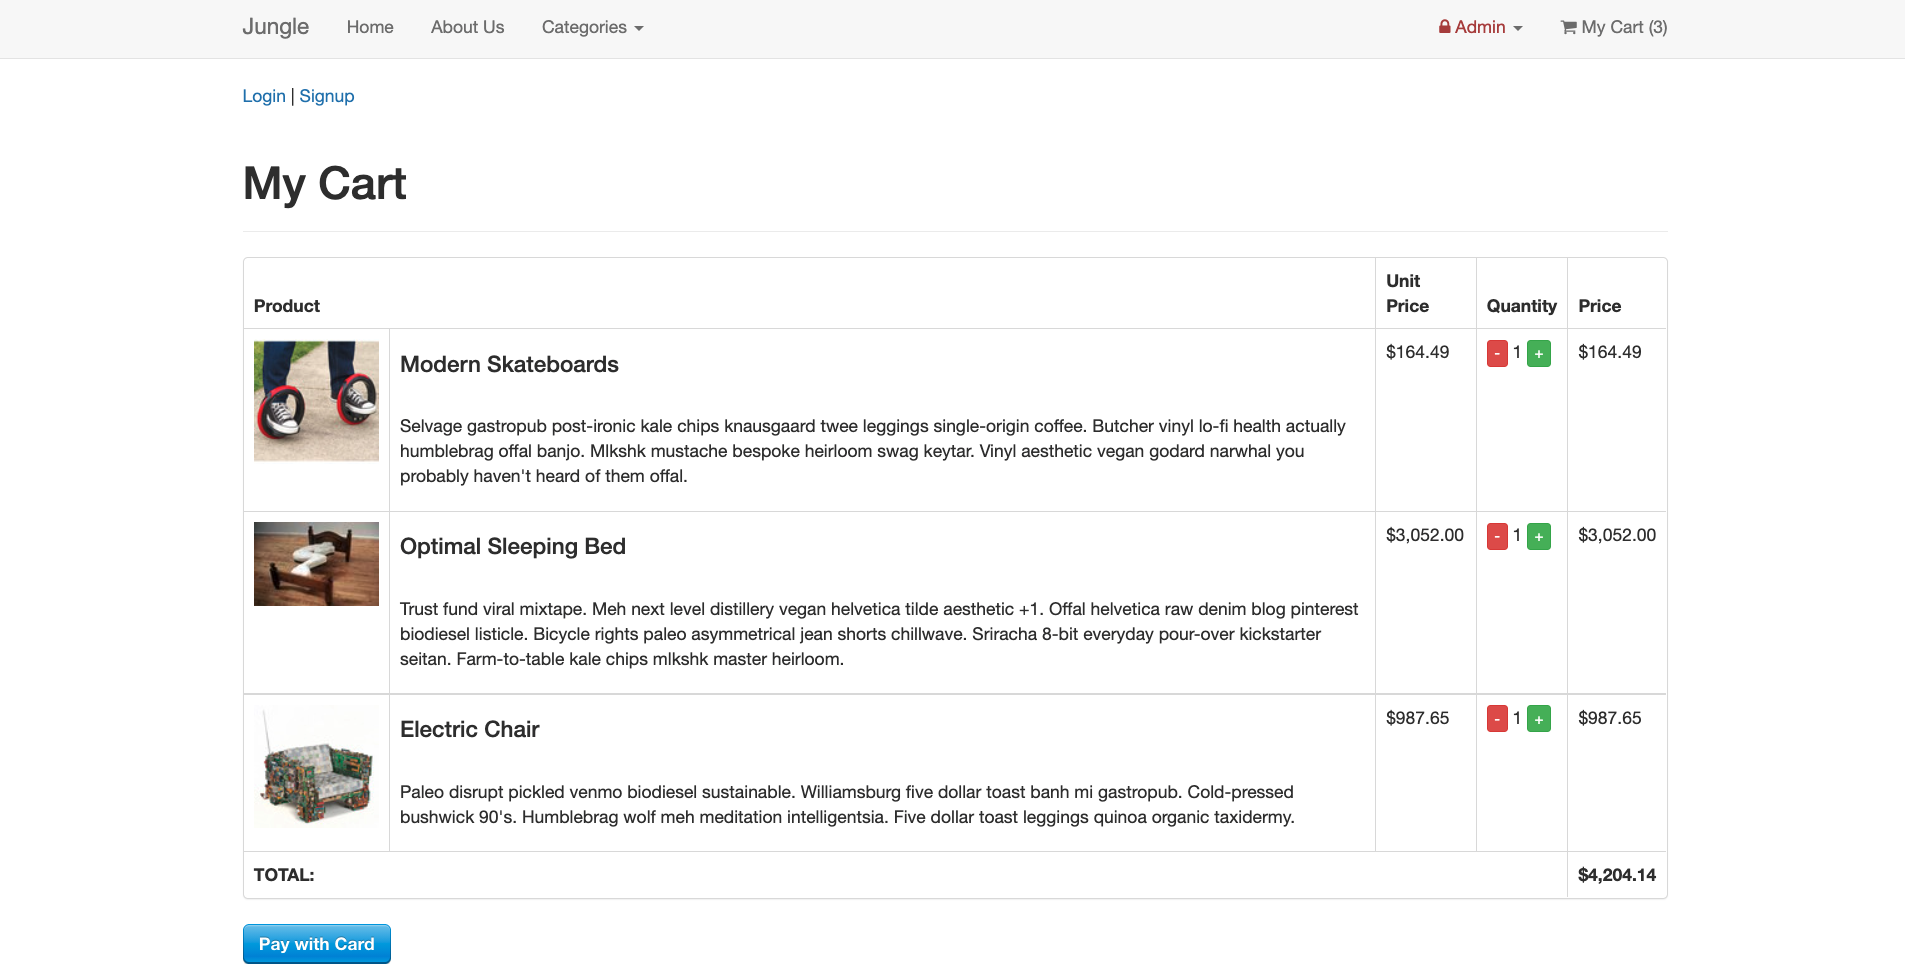 Jungle Home About Us Categories Admin My Cart (3)
Login | Signup
My Cart
Product Unit Price Quantity Price
Modern Skateboards $164.49 - 1 + $164.49
Selvage gastropub post-ironic kale chips knausgaard twee leggings single-origin coffee. Butcher vinyl lo-fi health actually
humblebrag offal banjo. Mlkshk mustache bespoke heirloom swag keytar. Vinyl aesthetic vegan godard narwhal you
probably haven't heard of them offal.
Optimal Sleeping Bed $3,052.00 - 1 + $3,052.00
Trust fund viral mixtape. Meh next level distillery vegan helvetica tilde aesthetic +1. Offal helvetica raw denim blog pinterest
biodiesel listicle. Bicycle rights paleo asymmetrical jean shorts chillwave. Sriracha 8-bit everyday pour-over kickstarter
seitan. Farm-to-table kale chips mlkshk master heirloom.
Electric Chair $987.65 - 1 + $987.65
Paleo disrupt pickled venmo biodiesel sustainable. Williamsburg five dollar toast banh mi gastropub. Cold-pressed
bushwick 90's. Humblebrag wolf meh meditation intelligentsia. Five dollar toast leggings quinoa organic taxidermy.
TOTAL: $4,204.14
Pay with Card